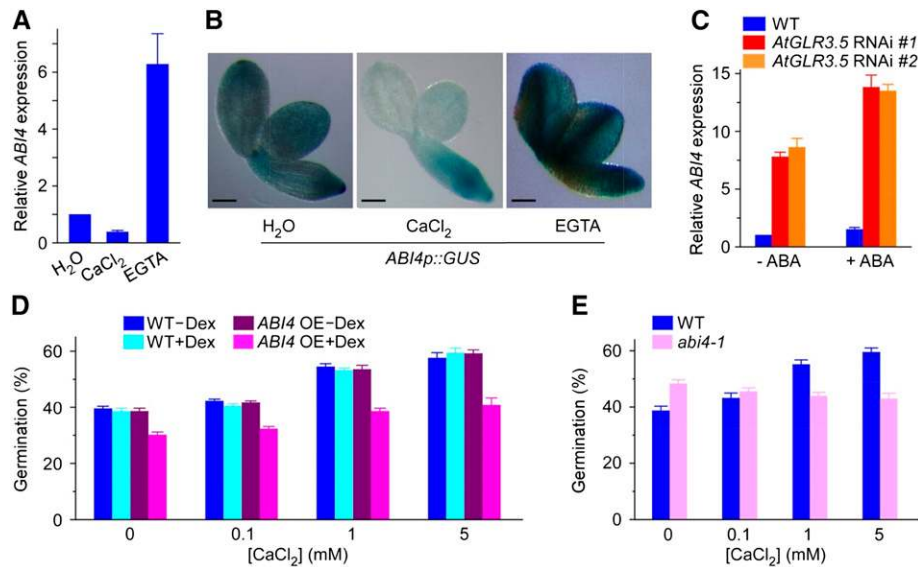 A
Relative ABI4 expression
6
4
2
0
H2O
CaCl2
EGTA
B
H2O
CaCl2
EGTA
ABI4p::GUS
C
WT
AtGLR3.5 RNAi #1
AtGLR3.5 RNAi #2
Relative ABI4 expression
15
10
5
0
- ABA
+ ABA
D
WT−Dex
ABI4 OE−Dex
WT+Dex
ABI4 OE+Dex
Germination (%)
60
40
20
0
0
0.1
1
5
[CaCl2] (mM)
E
WT
abi4-1
Germination (%)
60
40
20
0
0
0.1
1
5
[CaCl2] (mM)